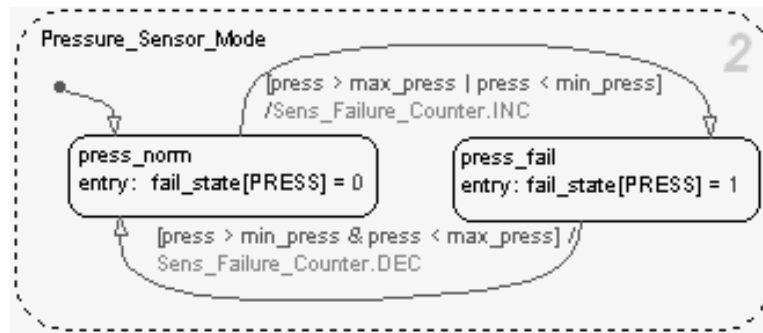 Pressure_Sensor_Mode
2
[press > max_press | press < min_press]
/Sens_Failure_Counter.INC
press_norm
entry: fail_state[PRESS] = 0
press_fail
entry: fail_state[PRESS] = 1
[press > min_press & press < max_press] //
Sens_Failure_Counter.DEC